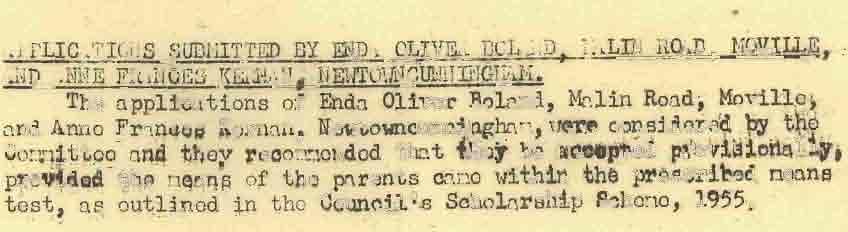 APPLICATIONS SUBMITTED BY ENDA OLIVER BOLAND, MALIN ROAD, MOVILLE,
AND ANNE FRANCES KERNAN, NEWTOWNCUNNINGHAM.
The applications of Enda Oliver Boland, Malin Road, Moville,
and Anne Frances Kernan. Newtowncunningham, were considered by the
Committee and they recommended that they be accepted provisionally,
provided the means of the parents came within the prescribed means
test, as outlined in the Council's Scholarship Scheme, 1955.